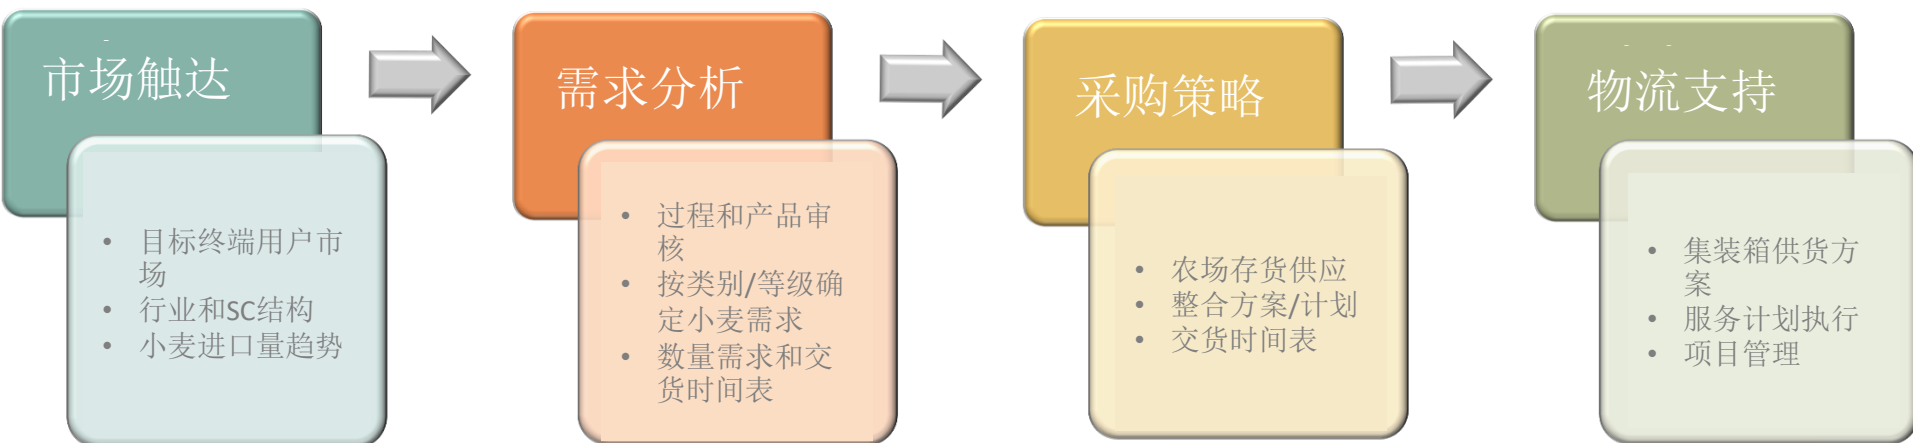 市场触达
• 目标终端用户市
场
• 行业和SC结构
• 小麦进口量趋势
需求分析
• 过程和产品审
核
• 按类别/等级确
定小麦需求
• 数量需求和交
货时间表
采购策略
• 农场存货供应
• 整合方案/计划
• 交货时间表
物流支持
• 集装箱供货方
案
• 服务计划执行
• 项目管理